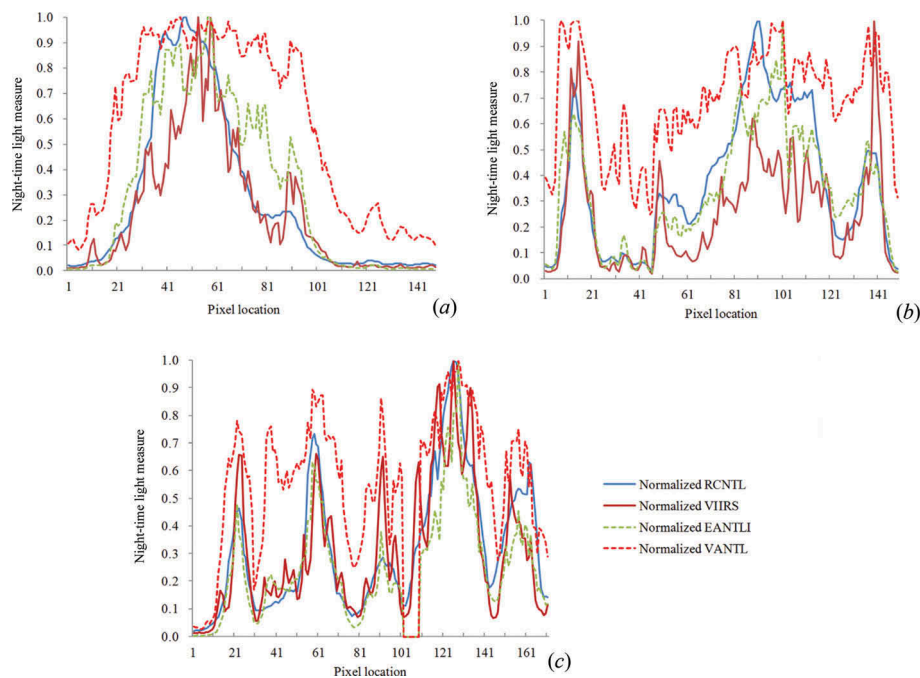 1.0
0.9
0.8
0.7
0.6
0.5
0.4
0.3
0.2
0.1
0.0
Night-time light measure
1 21 41 61 81 101 121 141
Pixel location
(a)
1.0
0.9
0.8
0.7
0.6
0.5
0.4
0.3
0.2
0.1
0.0
Night-time light measure
1 21 41 61 81 101 121 141
Pixel location
(b)
1.0
0.9
0.8
0.7
0.6
0.5
0.4
0.3
0.2
0.1
0.0
Night-time light measure
1 21 41 61 81 101 121 141 161
Pixel location
(c)
Normalized RCNTL
Normalized VIIRS
Normalized EANTLI
Normalized VANTL